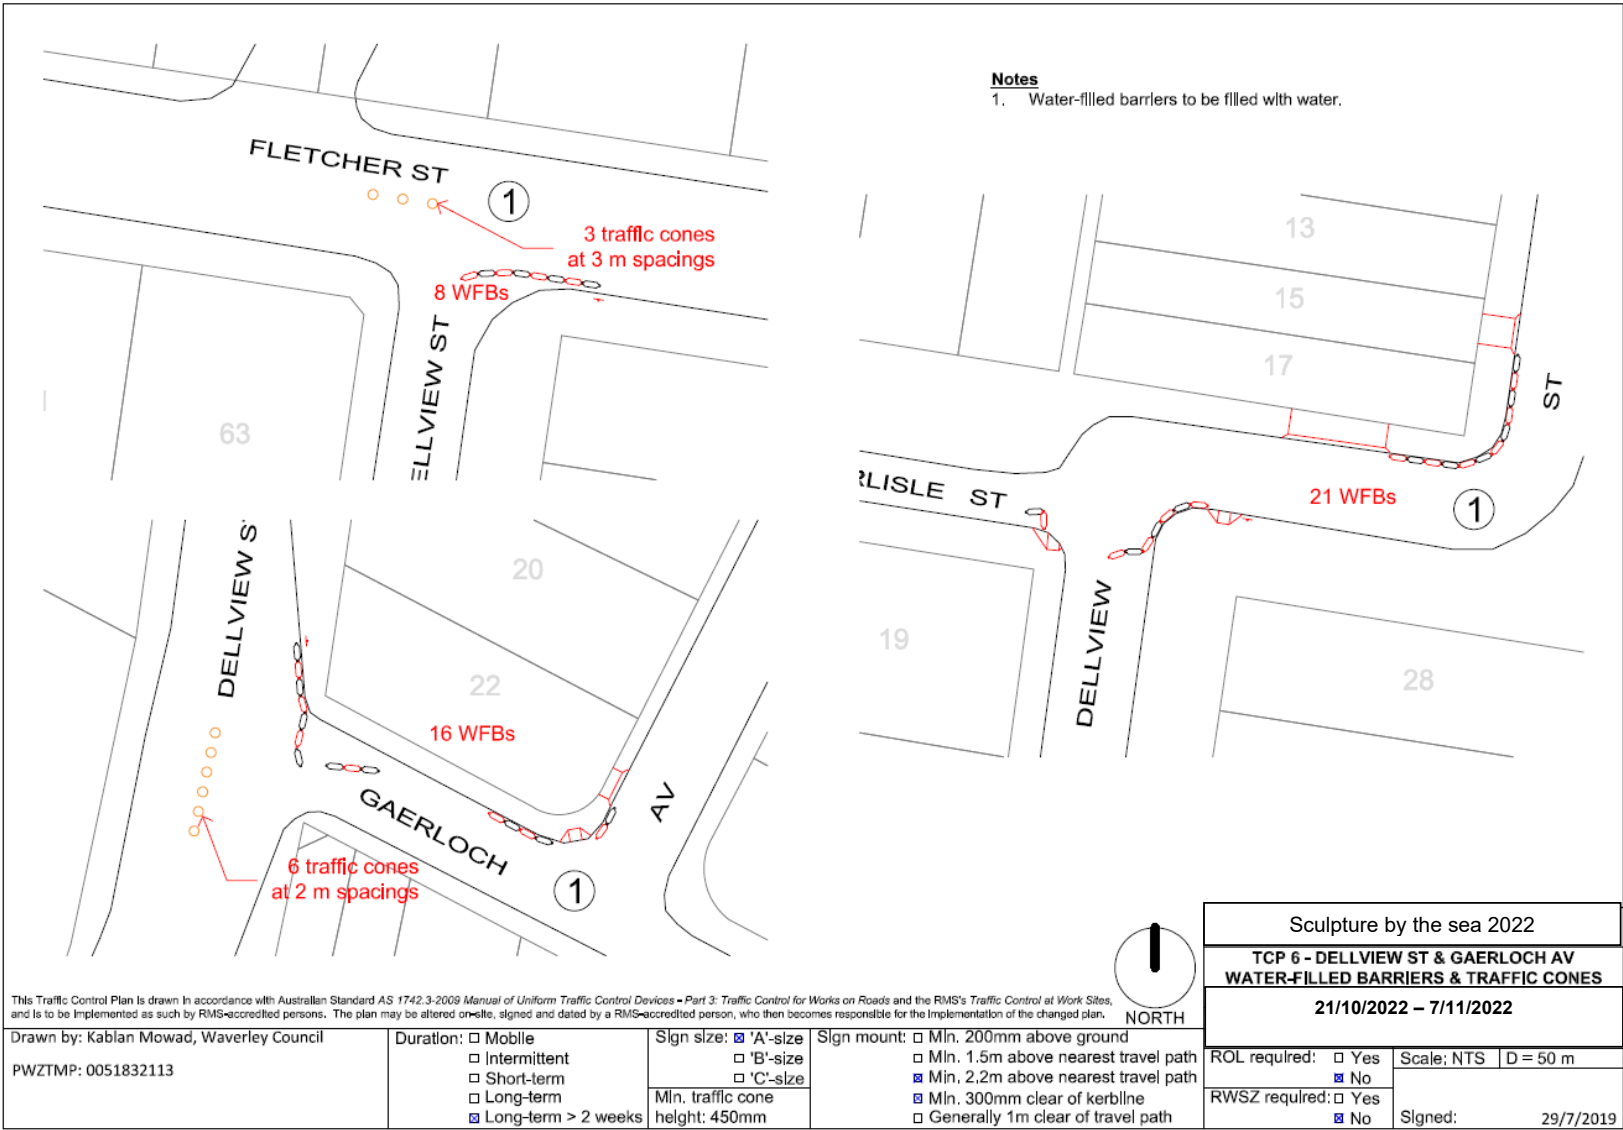 Notes
1. Water-filled barriers to be filled with water.
FLETCHER ST
1
3 traffic cones
at 3 m spacings
8 WFBs
ELLVIEW ST
63
13
15
17
ST
21 WFBs
1
RLISLE ST
DELLVIEW
19
28
DELLVIEW S
20
22
16 WFBs
GAERLOCH
AV
6 traffic cones
at 2 m spacings
1
NORTH
Sculpture by the sea 2022
TCP 6 - DELLVIEW ST & GAERLOCH AV
WATER-FILLED BARRIERS & TRAFFIC CONES
21/10/2022 – 7/11/2022
This Traffic Control Plan is drawn in accordance with Australian Standard AS 1742.3-2009 Manual of Uniform Traffic Control Devices - Part 3: Traffic Control for Works on Roads and the RMS's Traffic Control at Work Sites,
and is to be implemented as such by RMS-accredited persons. The plan may be altered on-site, signed and dated by a RMS-accredited person, who then becomes responsible for the implementation of the changed plan.
Drawn by: Kablan Mowad, Waverley Council
PWZTMP: 0051832113
Duration: Mobile
Intermittent
Short-term
Long-term
Long-term > 2 weeks
Sign size: 'A'-size
'B'-size
'C'-size
Min. traffic cone
height: 450mm
Sign mount: Min. 200mm above ground
Min. 1.5m above nearest travel path
Min. 2.2m above nearest travel path
Min. 300mm clear of kerbline
Generally 1m clear of travel path
ROL required: Yes
No
RWSZ required: Yes
No
Scale: NTS
D = 50 m
Signed:
29/7/2019